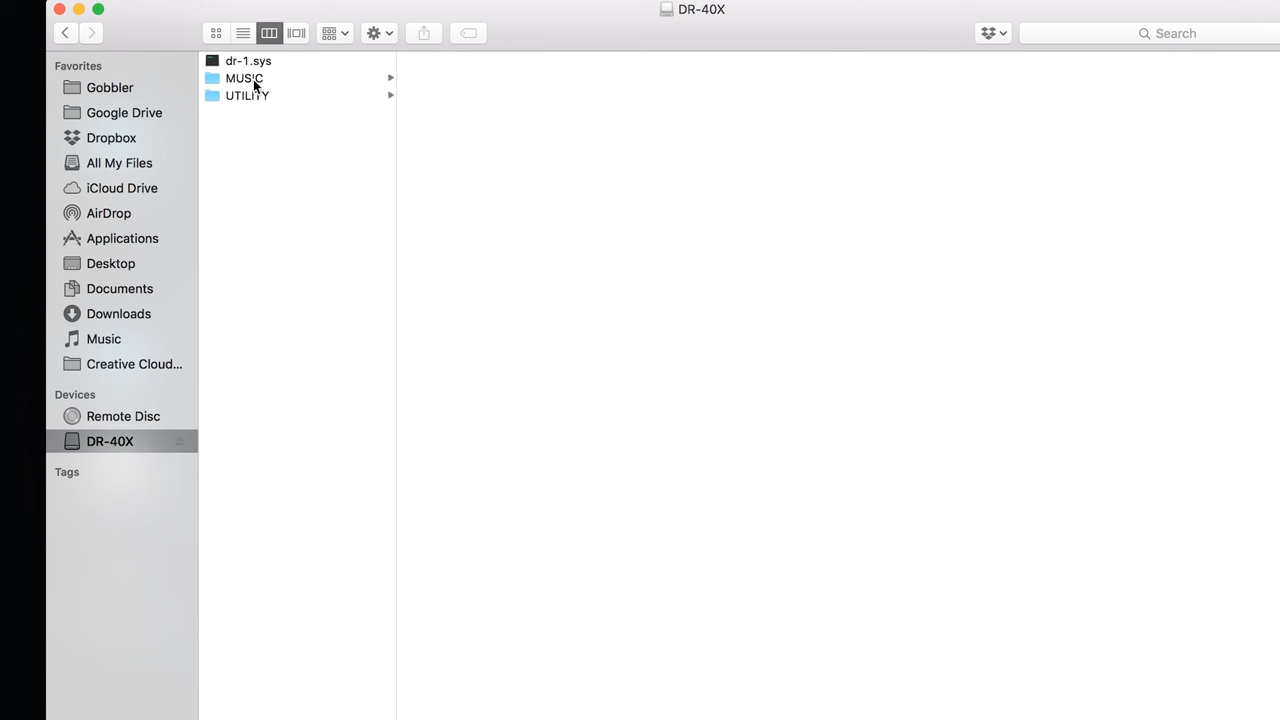 DR-40X
Search
Favorites
Gobbler
Google Drive
Dropbox
All My Files
iCloud Drive
AirDrop
Applications
Desktop
Documents
Downloads
Music
Creative Cloud...
Devices
Remote Disc
DR-40X
Tags
dr-1.sys
MUSIC
UTILITY